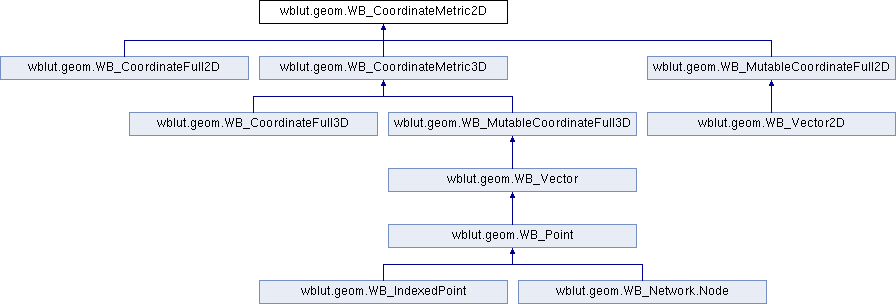 wblut.geom.WB_CoordinateMetric2D
wblut.geom.WB_CoordinateFull2D
wblut.geom.WB_CoordinateMetric3D
wblut.geom.WB_MutableCoordinateFull2D
wblut.geom.WB_CoordinateFull3D
wblut.geom.WB_MutableCoordinateFull3D
wblut.geom.WB_Vector2D
wblut.geom.WB_Vector
wblut.geom.WB_Point
wblut.geom.WB_IndexedPoint
wblut.geom.WB_Network.Node